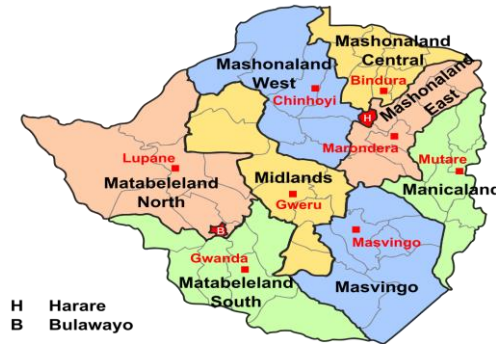 Mashonaland
Central
Bindura
Mashonaland
West
Chinhoyi
Mashonaland
East
H
Marondera
Lupane
Matabeleland
North
Midlands
Gweru
Mutare
Manicaland
B
Masvingo
Gwanda
Matabeleland
South
Masvingo
H Harare
B Bulawayo